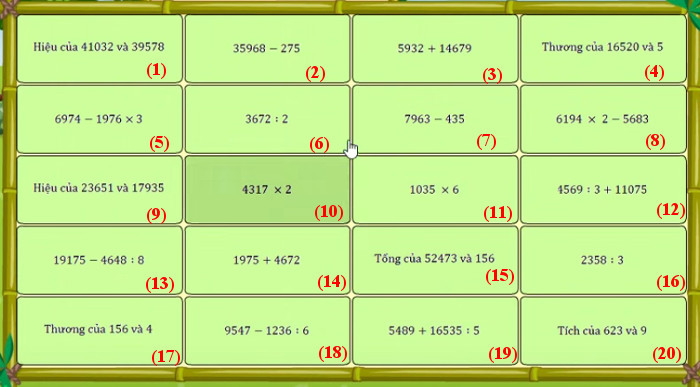 Hiệu của 41032 và 39578
(1)
35968 − 275
(2)
5932 + 14679
(3)
Thương của 16520 và 5
(4)
6974 − 1976 × 3
(5)
3672 : 2
(6)
7963 − 435
(7)
6194 × 2 − 5683
(8)
Hiệu của 23651 và 17935
(9)
4317 × 2
(10)
1035 × 6
(11)
4569 : 3 + 11075
(12)
19175 − 4648 : 8
(13)
1975 + 4672
(14)
Tổng của 52473 và 156
(15)
2358 : 3
(16)
Thương của 156 và 4
(17)
9547 − 1236 : 6
(18)
5489 + 16535 : 5
(19)
Tích của 623 và 9
(20)